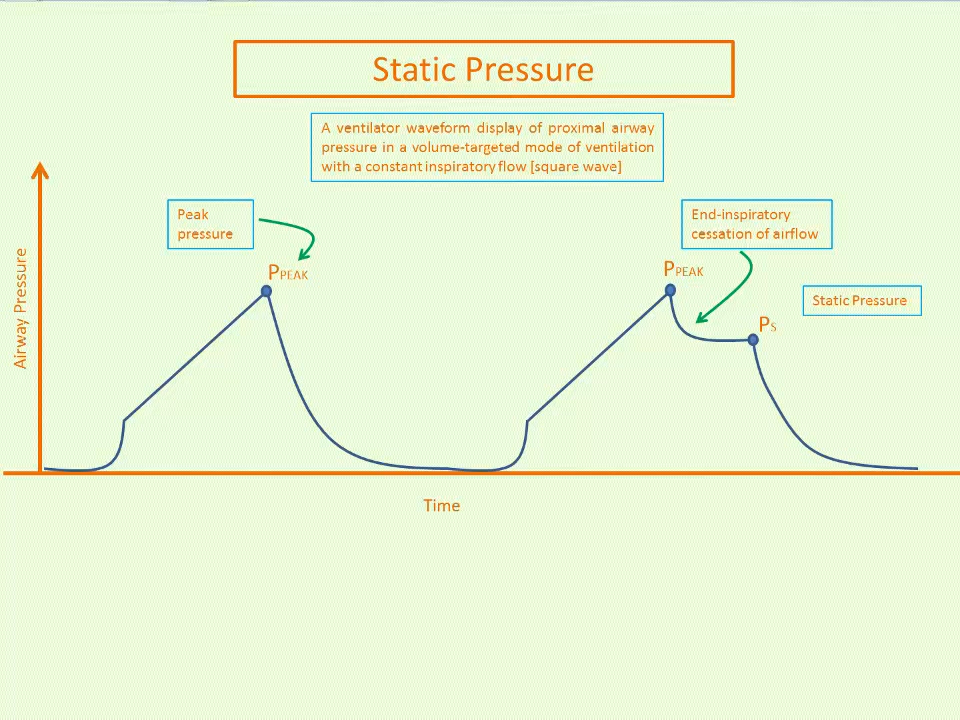 Static Pressure
A ventilator waveform display of proximal airway
pressure in a volume-targeted mode of ventilation
with a constant inspiratory flow [square wave]
Peak
pressure
End-inspiratory
cessation of airflow
PPEAK
PPEAK
Static Pressure
PS
Airway Pressure
Time